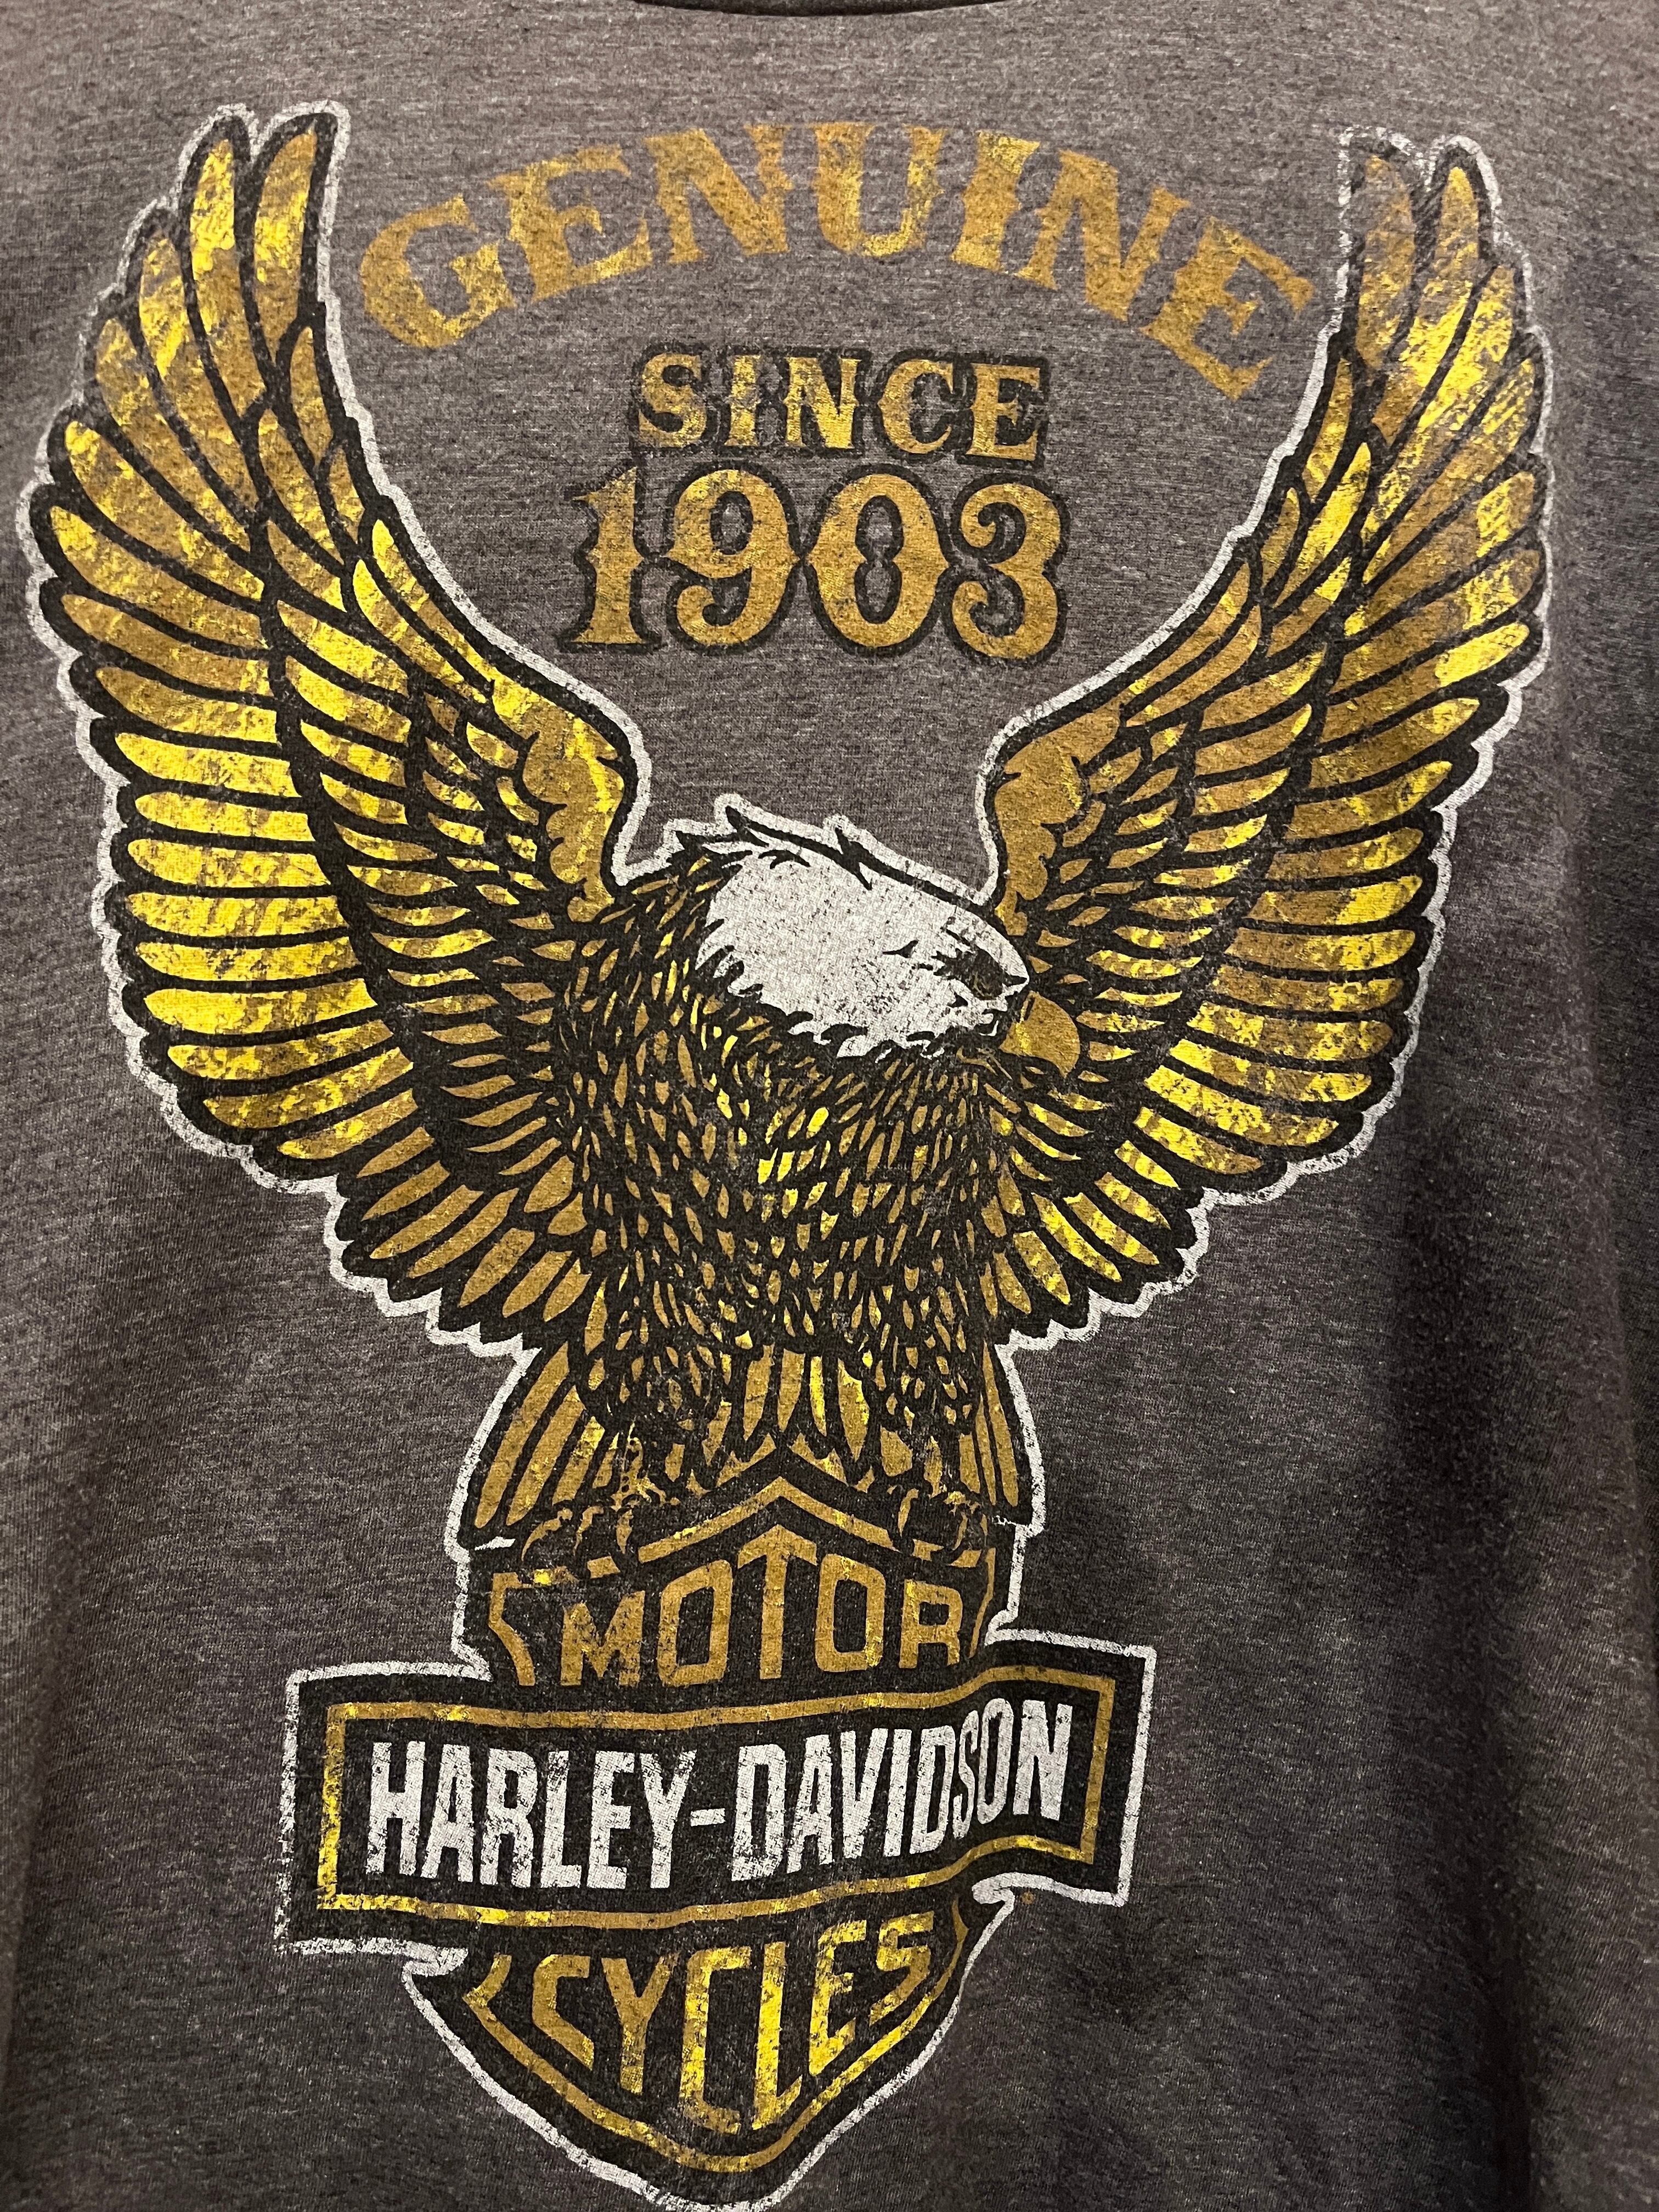 GENUINE
SINCE
1903
MOTOR
HARLEY-DAVIDSON
CYCLES